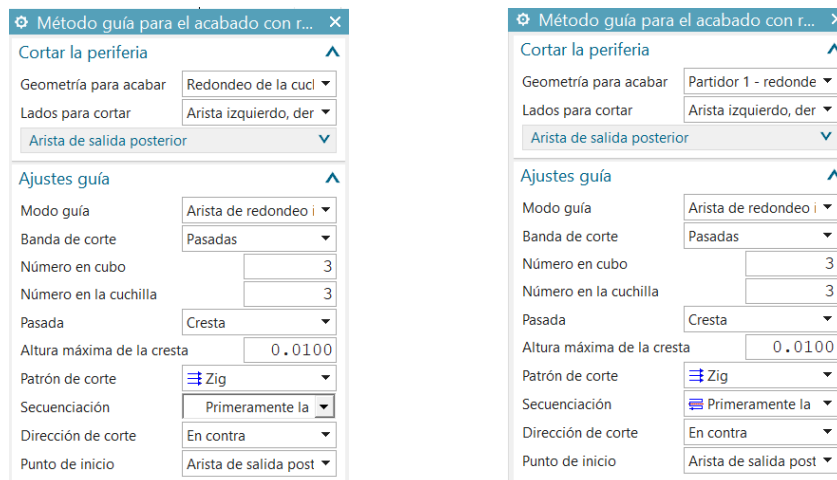 Método guía para el acabado con r...
Cortar la periferia
Geometría para acabar Redondeo de la cucl
Lados para cortar Arista izquierdo, der
Arista de salida posterior
Ajustes guía
Modo guía Arista de redondeo i
Banda de corte Pasadas
Número en cubo 3
Número en la cuchilla 3
Pasada Cresta
Altura máxima de la cresta 0.0100
Patrón de corte Zig
Secuenciación Primeramente la
Dirección de corte En contra
Punto de inicio Arista de salida post
Método guía para el acabado con r...
Cortar la periferia
Geometría para acabar Partidor 1 - redonde
Lados para cortar Arista izquierdo, der
Arista de salida posterior
Ajustes guía
Modo guía Arista de redondeo i
Banda de corte Pasadas
Número en cubo 3
Número en la cuchilla 3
Pasada Cresta
Altura máxima de la cresta 0.0100
Patrón de corte Zig
Secuenciación Primeramente la
Dirección de corte En contra
Punto de inicio Arista de salida post